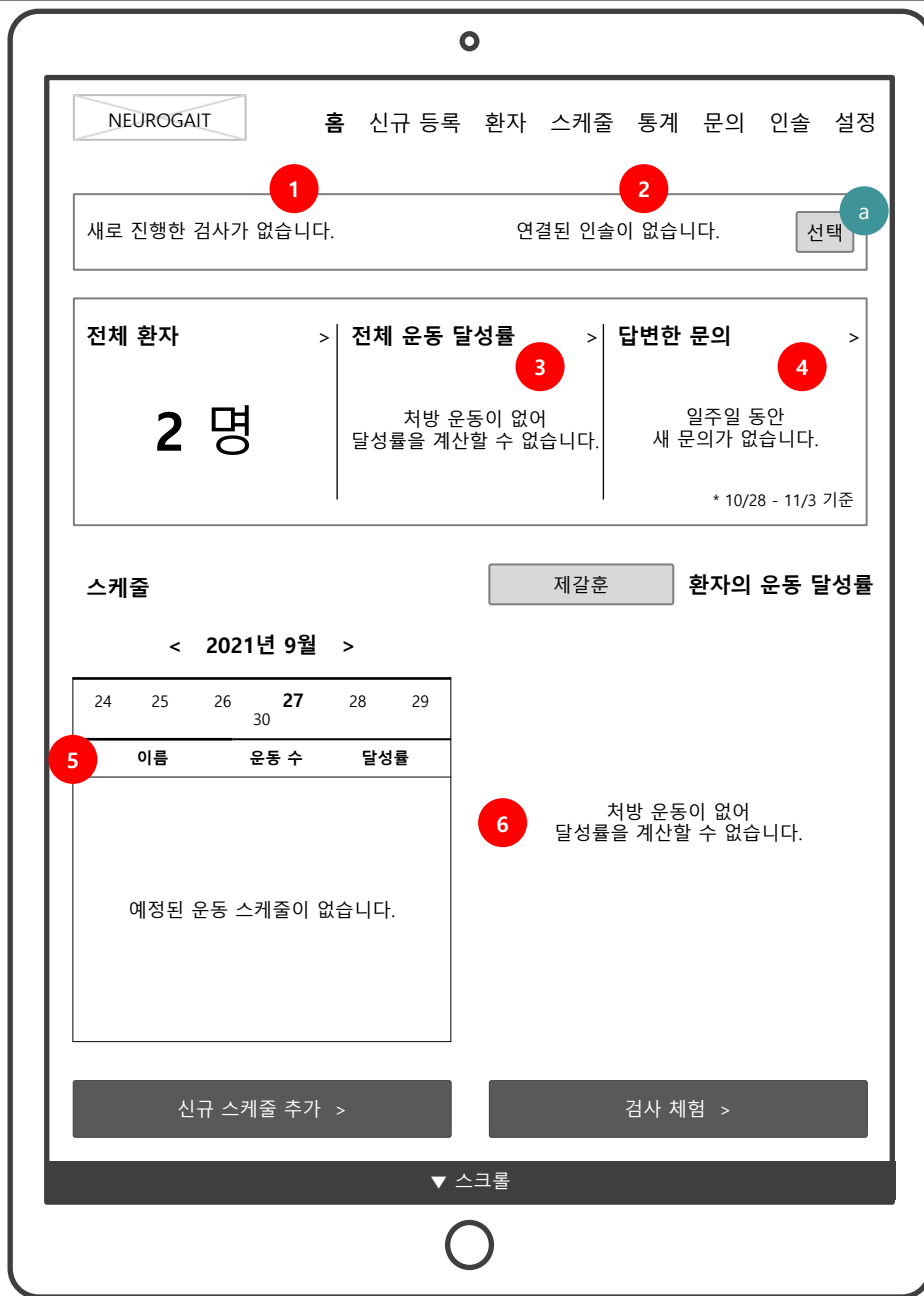 NEUROGAIT
홈 신규 등록 환자 스케줄 통계 문의 인솔 설정
1
2
a
새로 진행한 검사가 없습니다.
연결된 인솔이 없습니다.
선택
전체 환자 >
2 명
전체 운동 달성률 >
3
처방 운동이 없어
달성률을 계산할 수 없습니다.
답변한 문의 >
4
일주일 동안
새 문의가 없습니다.
* 10/28 - 11/3 기준
스케줄
< 2021년 9월 >
24 25 26 27 28 29
30
5
이름 운동 수 달성률
예정된 운동 스케줄이 없습니다.
제갈훈 환자의 운동 달성률
6
처방 운동이 없어
달성률을 계산할 수 없습니다.
신규 스케줄 추가 >
검사 체험 >
▼ 스크롤